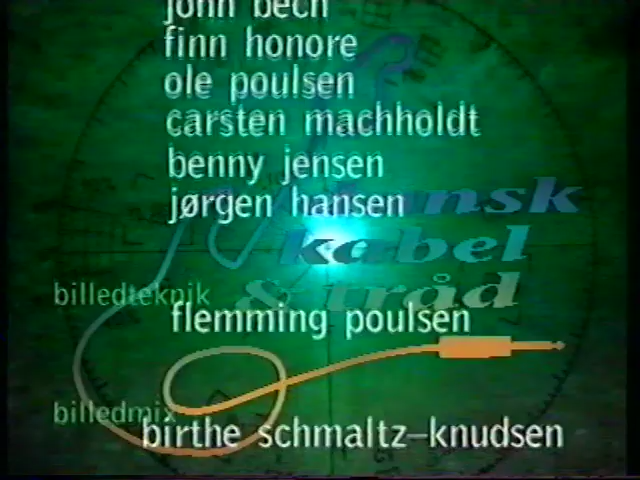 john bech
finn honore
ole poulsen
carsten machholdt
benny jensen
jørgen hansen
dansk
kabel
& tråd
billedteknik
flemming poulsen
billedmix
birthe schmaltz-knudsen